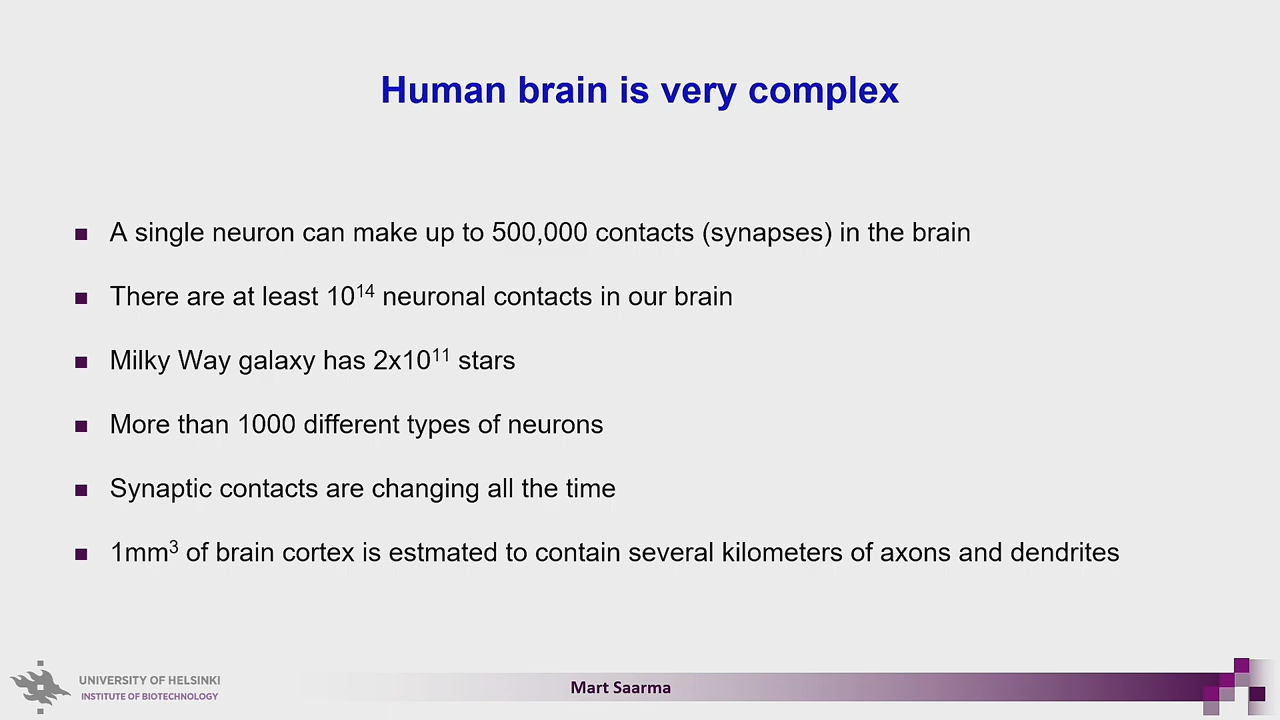 Human brain is very complex
■ A single neuron can make up to 500,000 contacts (synapses) in the brain
■ There are at least 10¹⁴ neuronal contacts in our brain
■ Milky Way galaxy has 2x10¹¹ stars
■ More than 1000 different types of neurons
■ Synaptic contacts are changing all the time
■ 1mm³ of brain cortex is estmated to contain several kilometers of axons and dendrites
UNIVERSITY OF HELSINKI
INSTITUTE OF BIOTECHNOLOGY
Mart Saarma